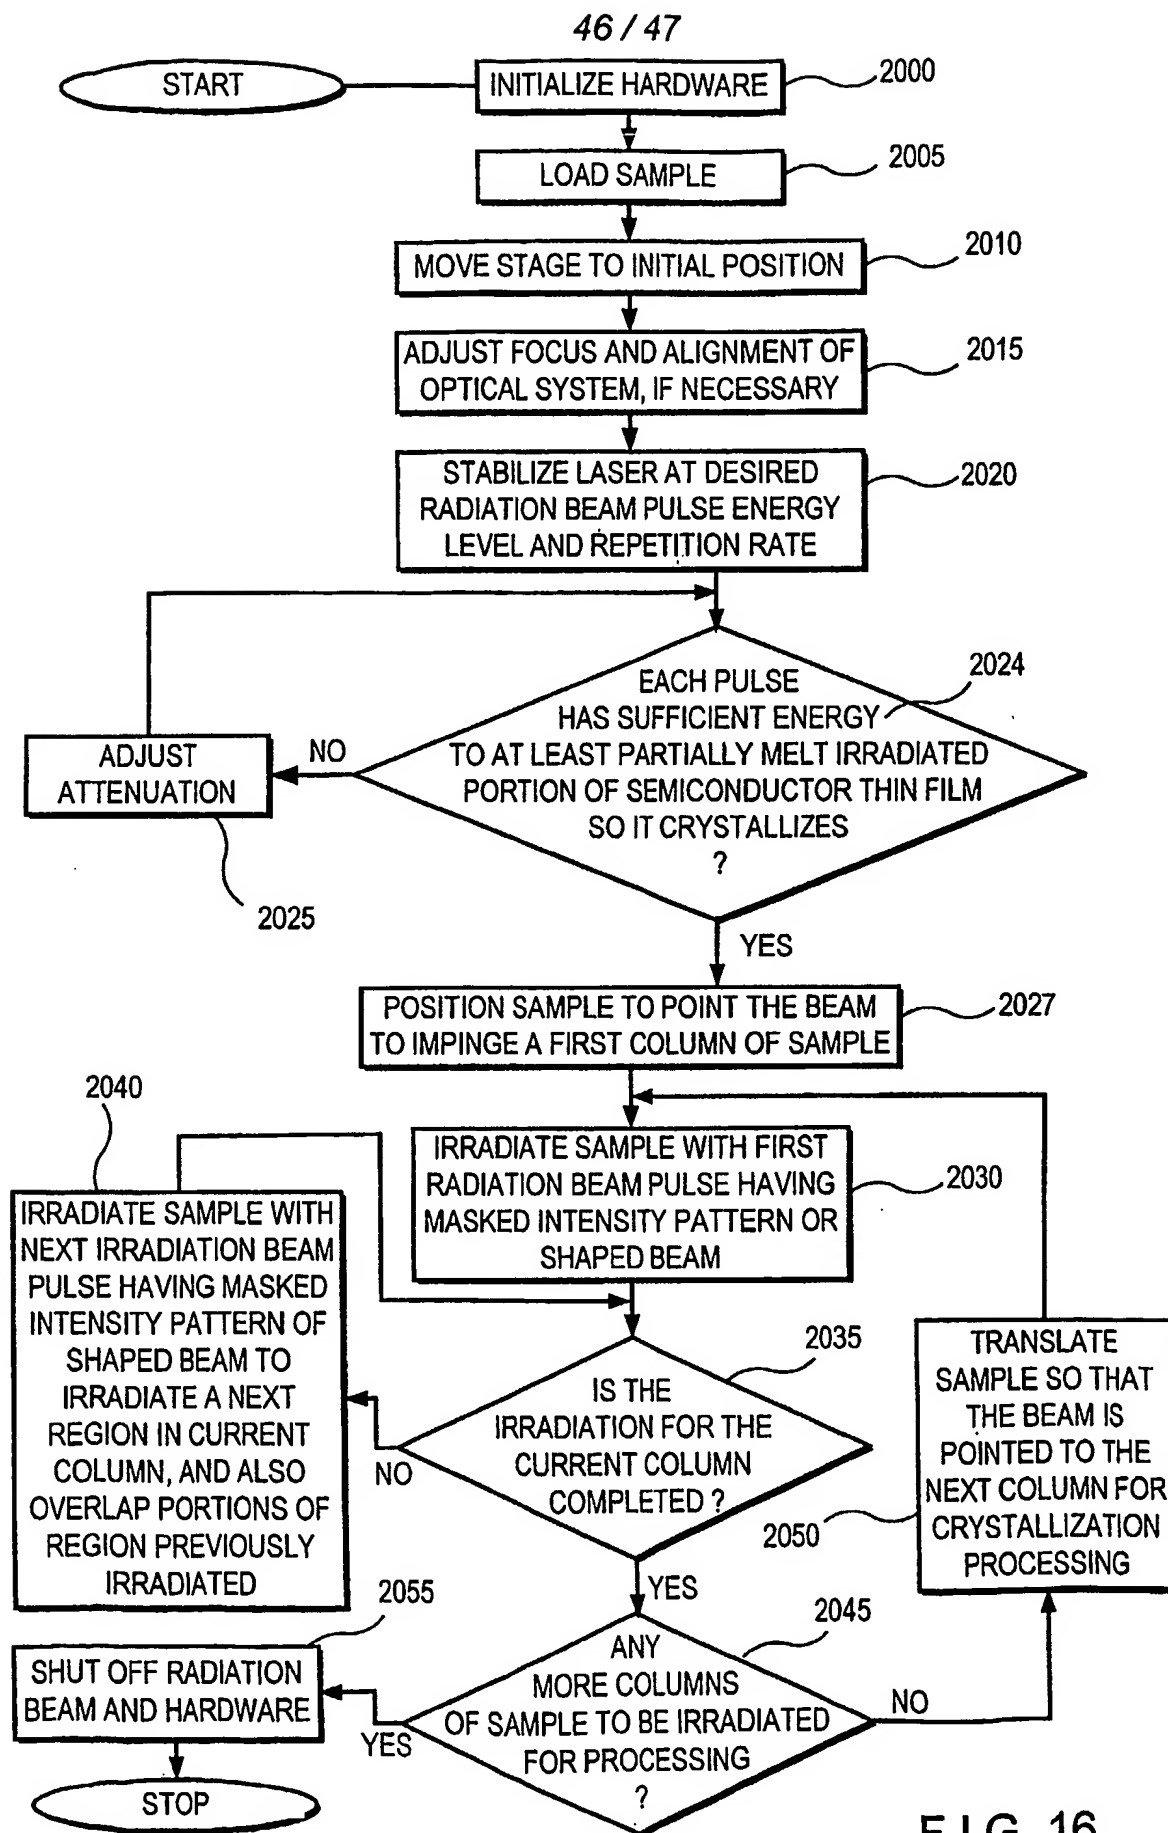 46 / 47
START
INITIALIZE HARDWARE
2000
LOAD SAMPLE
2005
MOVE STAGE TO INITIAL POSITION
2010
ADJUST FOCUS AND ALIGNMENT OF
OPTICAL SYSTEM, IF NECESSARY
2015
STABILIZE LASER AT DESIRED
RADIATION BEAM PULSE ENERGY
LEVEL AND REPETITION RATE
2020
EACH PULSE
HAS SUFFICIENT ENERGY
TO AT LEAST PARTIALLY MELT IRRADIATED
PORTION OF SEMICONDUCTOR THIN FILM
SO IT CRYSTALLIZES
?
2024
NO
ADJUST
ATTENUATION
2025
YES
POSITION SAMPLE TO POINT THE BEAM
TO IMPINGE A FIRST COLUMN OF SAMPLE
2027
2040
IRRADIATE SAMPLE WITH FIRST
RADIATION BEAM PULSE HAVING
MASKED INTENSITY PATTERN OR
SHAPED BEAM
2030
IRRADIATE SAMPLE WITH
NEXT IRRADIATION BEAM
PULSE HAVING MASKED
INTENSITY PATTERN OF
SHAPED BEAM TO
IRRADIATE A NEXT
REGION IN CURRENT
COLUMN, AND ALSO
OVERLAP PORTIONS OF
REGION PREVIOUSLY
IRRADIATED
IS THE
IRRADIATION FOR THE
CURRENT COLUMN
COMPLETED ?
2035
NO
TRANSLATE
SAMPLE SO THAT
THE BEAM IS
POINTED TO THE
NEXT COLUMN FOR
CRYSTALLIZATION
PROCESSING
2050
YES
2055
SHUT OFF RADIATION
BEAM AND HARDWARE
ANY
MORE COLUMNS
OF SAMPLE TO BE IRRADIATED
FOR PROCESSING
?
2045
NO
YES
STOP
FIG. 16